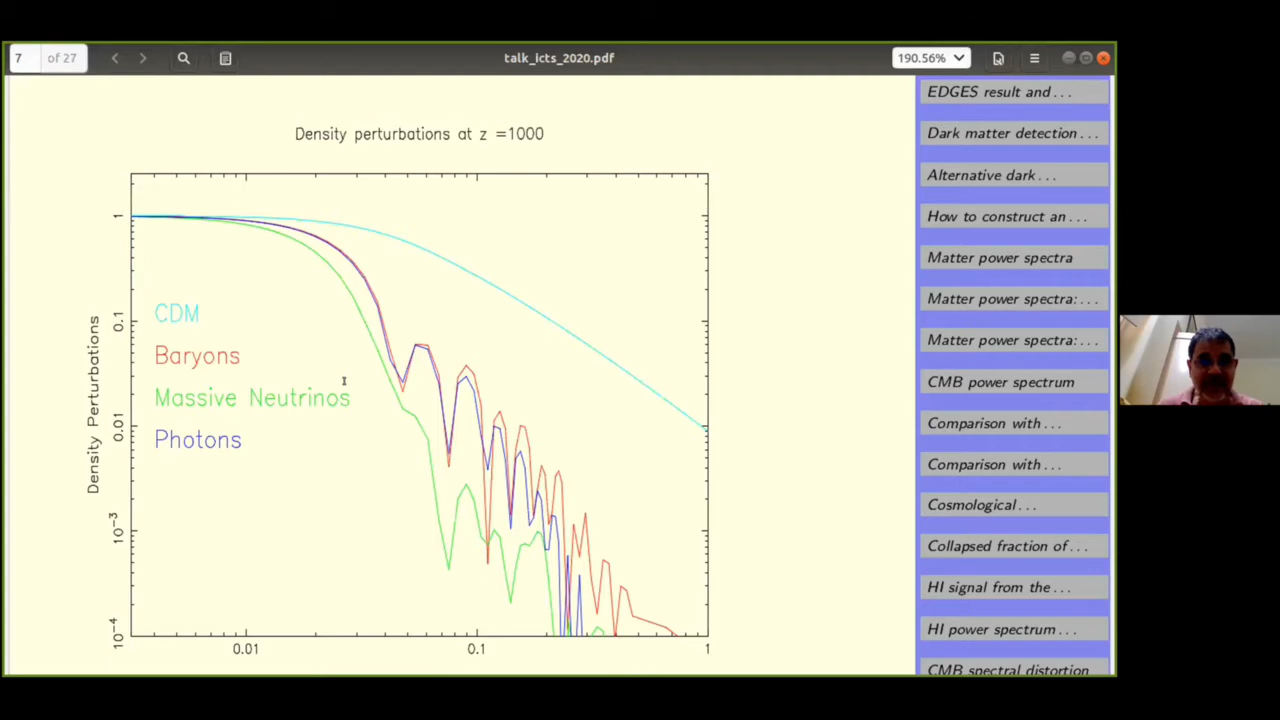 7 of 27
talk_icts_2020.pdf
190.56%
Density perturbations at z =1000
Density Perturbations
1
0.1
0.01
10⁻³
10⁻⁴
CDM
Baryons
Massive Neutrinos
Photons
0.01 0.1 1
EDGES result and ...
Dark matter detection ...
Alternative dark ...
How to construct an ...
Matter power spectra
Matter power spectra: ...
Matter power spectra: ...
CMB power spectrum
Comparison with ...
Comparison with ...
Cosmological ...
Collapsed fraction of ...
HI signal from the ...
HI power spectrum ...
CMB spectral distortion